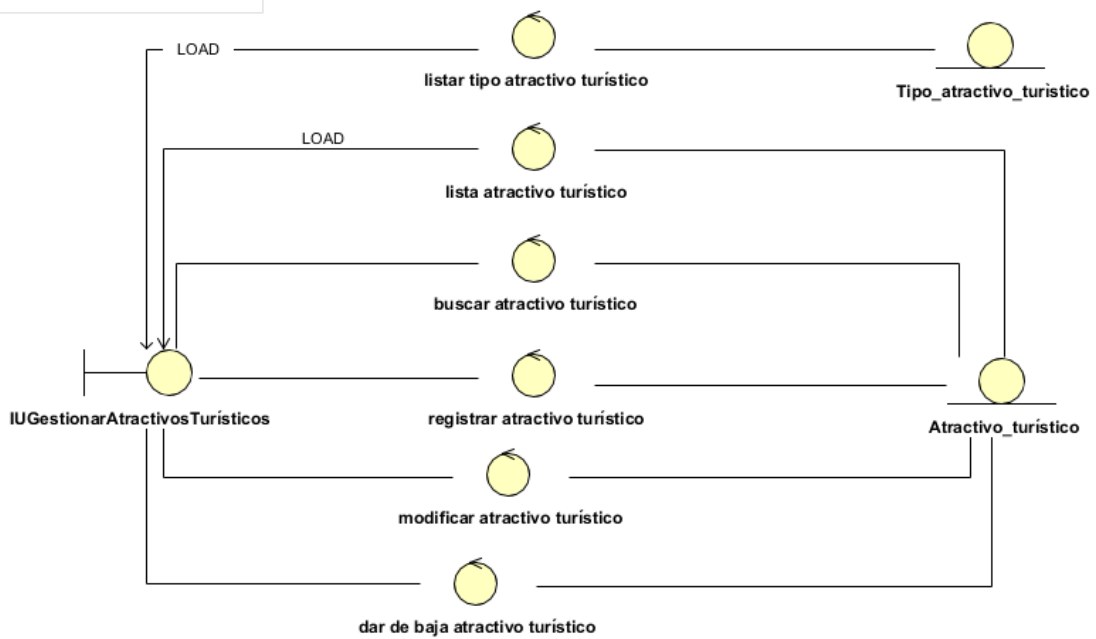 LOAD
listar tipo atractivo turístico
Tipo_atractivo_turìstico
LOAD
lista atractivo turístico
buscar atractivo turístico
IUGestionarAtractivosTurísticos
registrar atractivo turístico
Atractivo_turístico
modificar atractivo turístico
dar de baja atractivo turístico